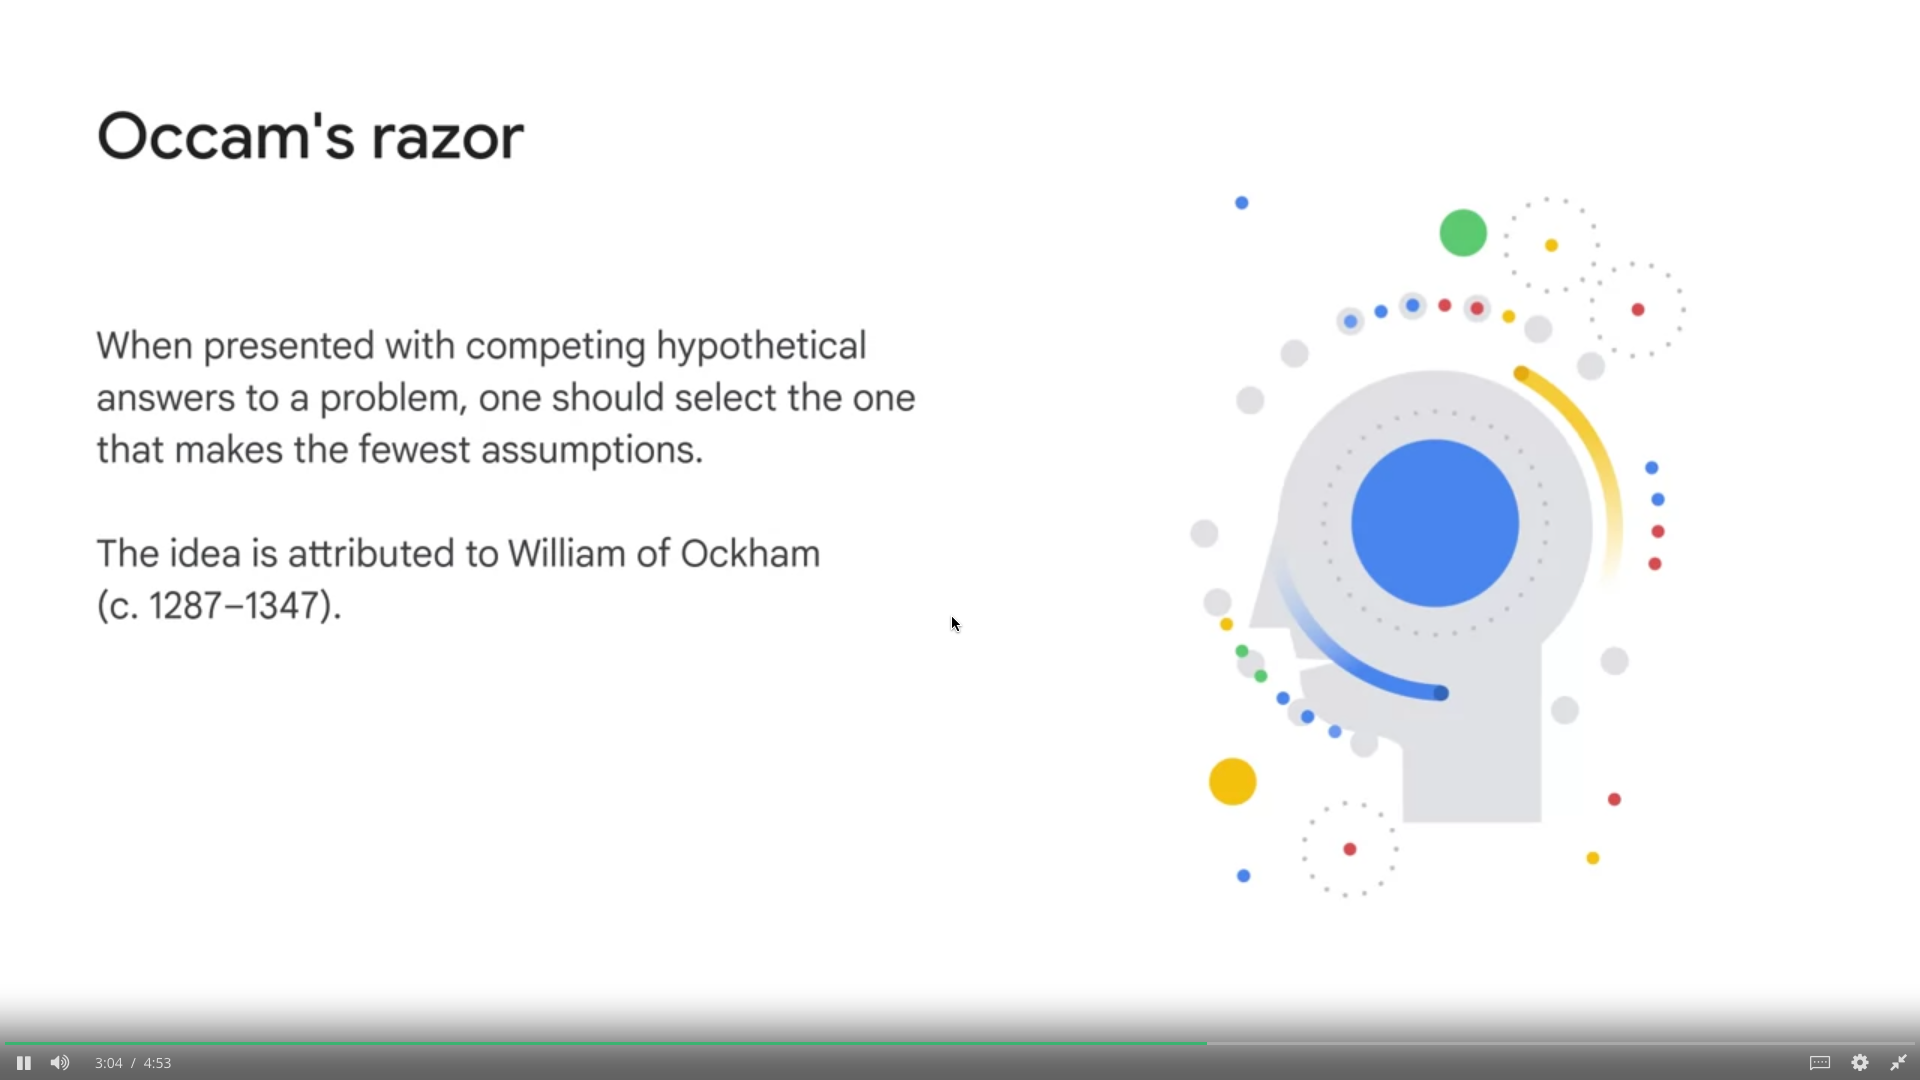 Occam's razor
When presented with competing hypothetical
answers to a problem, one should select the one
that makes the fewest assumptions.
The idea is attributed to William of Ockham
(c. 1287–1347).
3:04 / 4:53